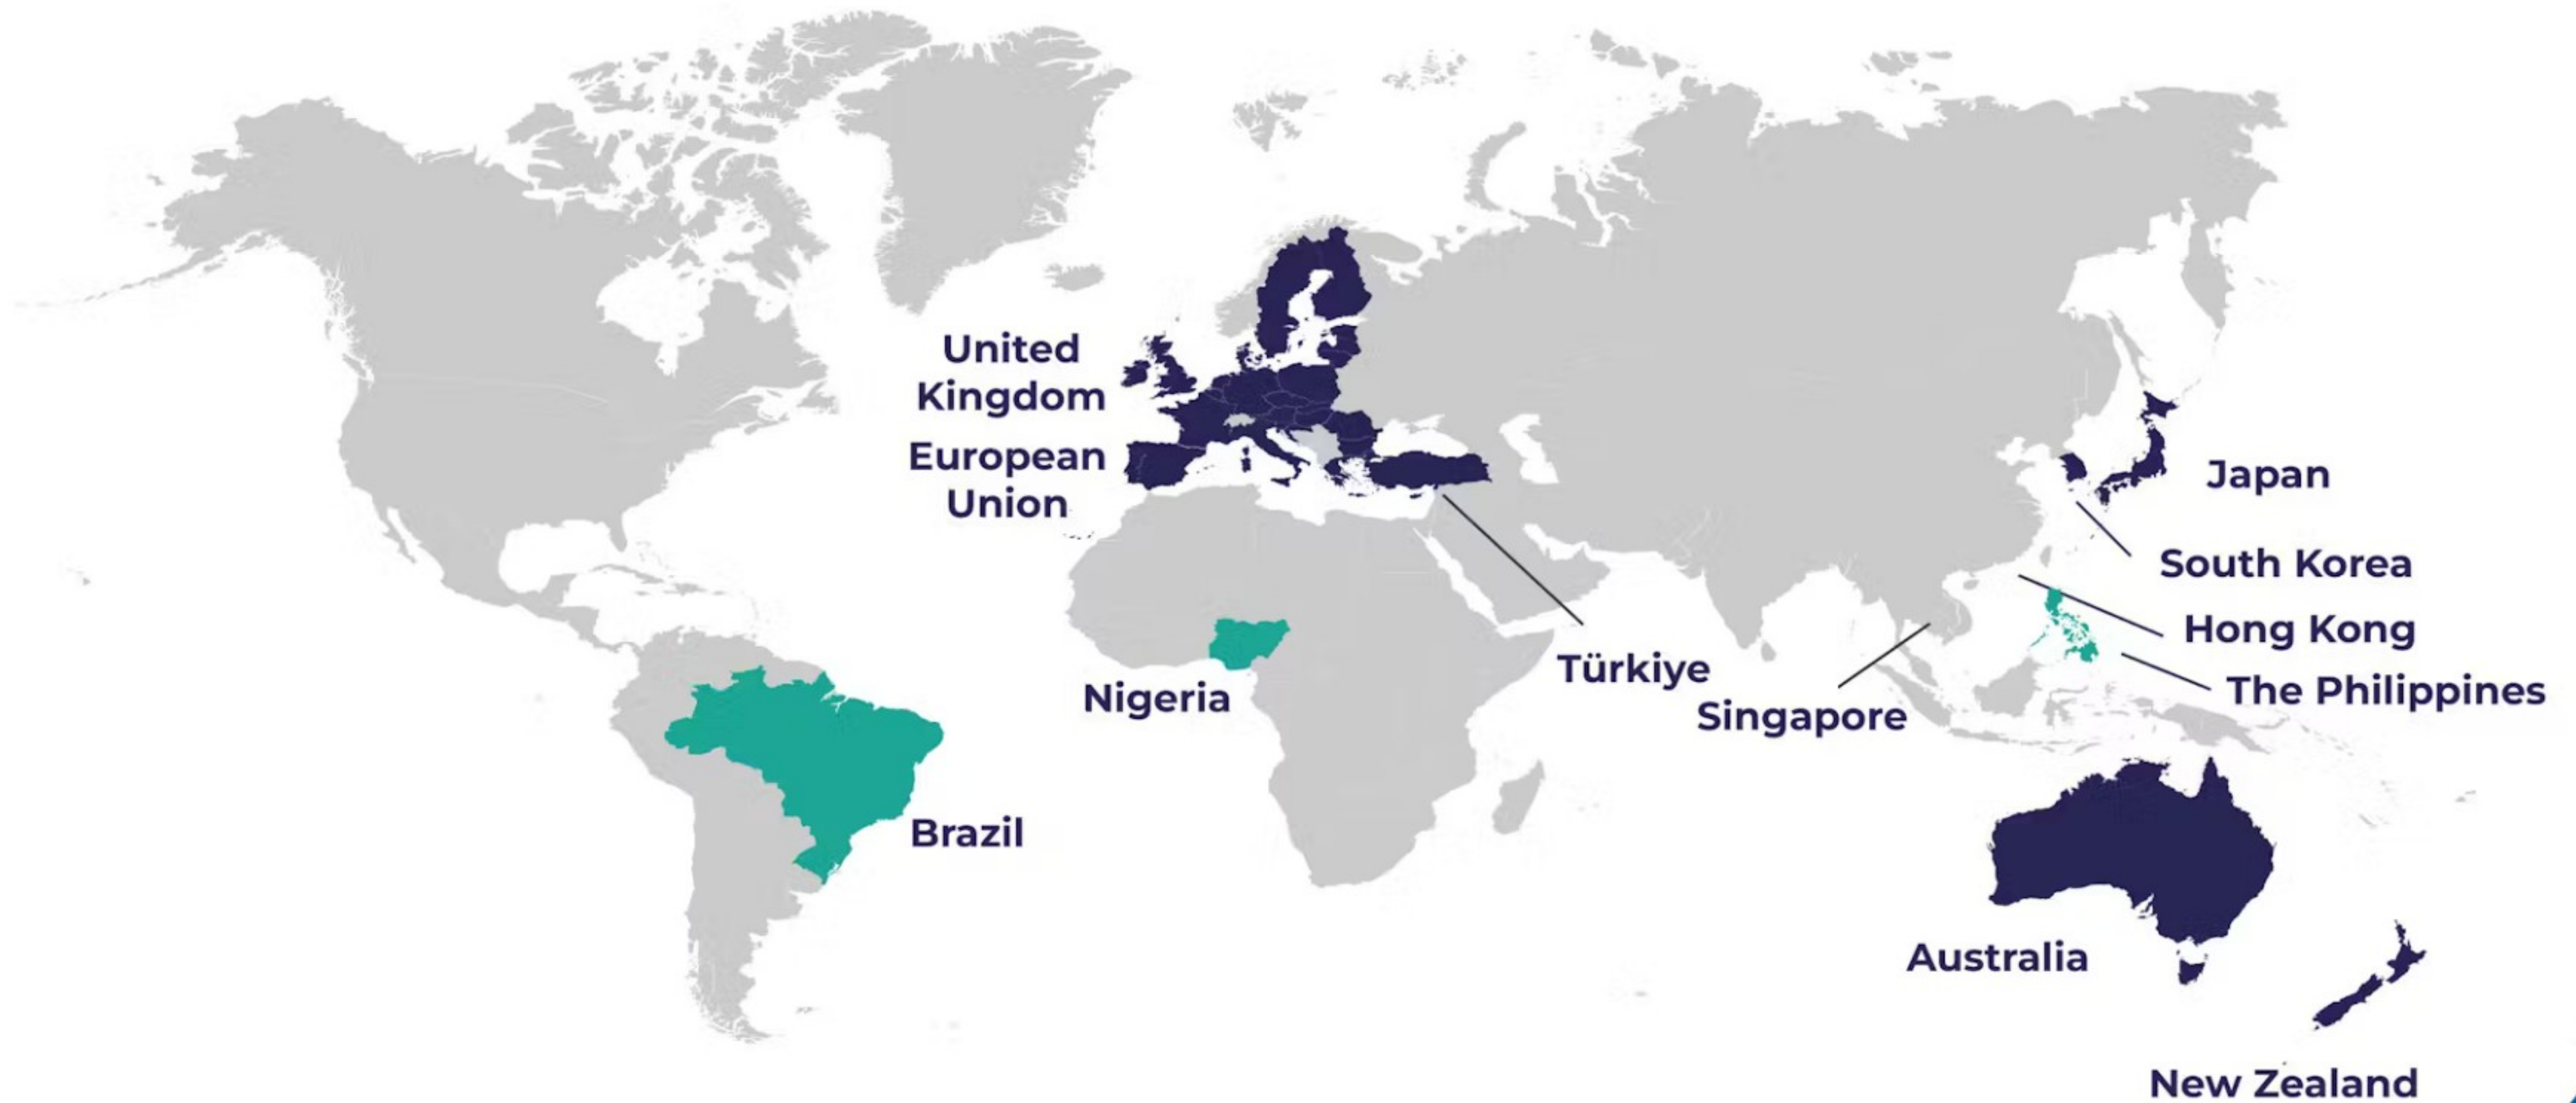 United
Kingdom
European
Union
Japan
South Korea
Hong Kong
The Philippines
Türkiye
Singapore
Nigeria
Brazil
Australia
New Zealand